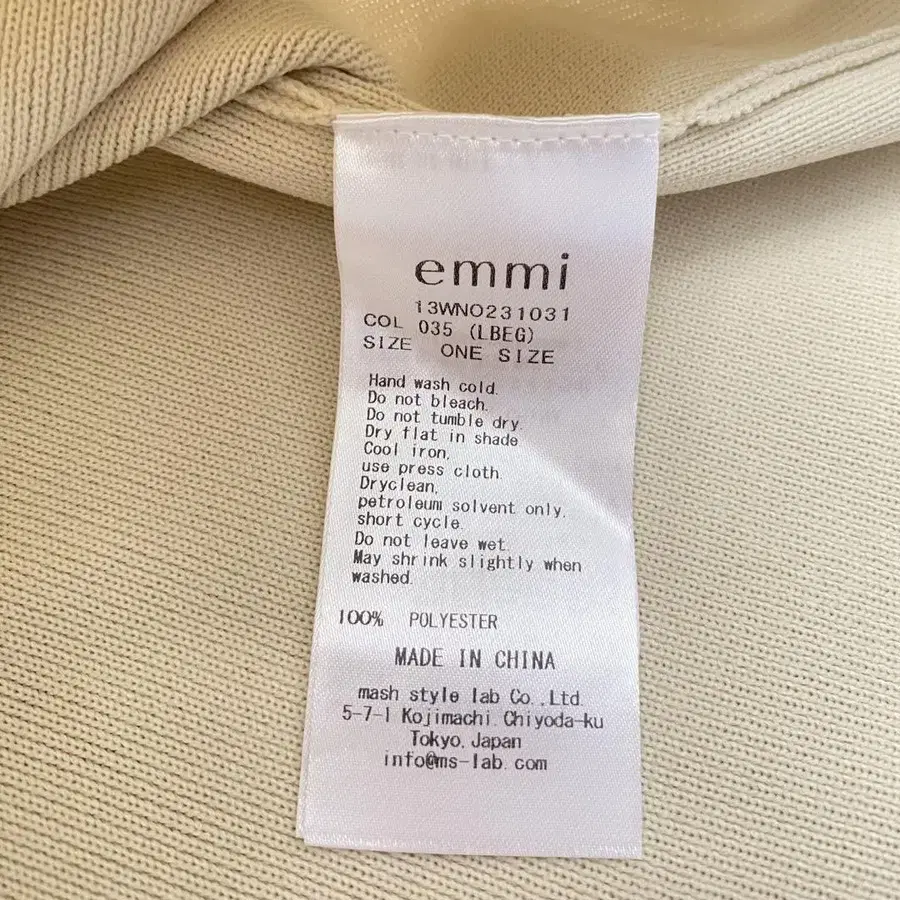 emmi
13WNO231031
COL 035 (LBEG)
SIZE ONE SIZE
Hand wash cold.
Do not bleach.
Do not tumble dry.
Dry flat in shade
Cool iron,
use press cloth.
Dryclean,
petroleum solvent only.
short cycle.
Do not leave wet.
May shrink slightly when
washed.
100% POLYESTER
MADE IN CHINA
mash style lab Co.,Ltd.
5-7-1 Kojimachi.Chiyoda-ku
Tokyo,Japan
info@ms-lab.com